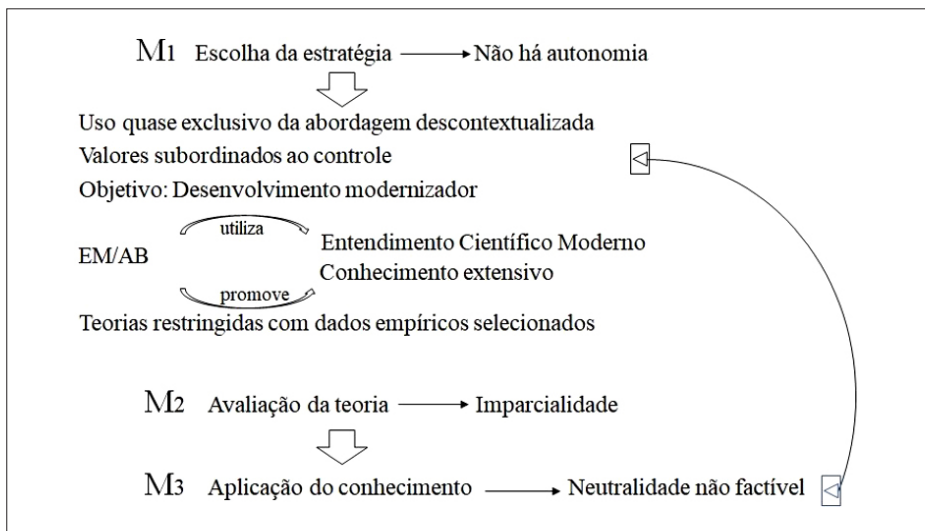 M1 Escolha da estratégia Não há autonomia
Uso quase exclusivo da abordagem descontextualizada
Valores subordinados ao controle
Objetivo: Desenvolvimento modernizador
utiliza
EM/AB Entendimento Científico Moderno
Conhecimento extensivo
promove
Teorias restringidas com dados empíricos selecionados
M2 Avaliação da teoria Imparcialidade
M3 Aplicação do conhecimento Neutralidade não factível